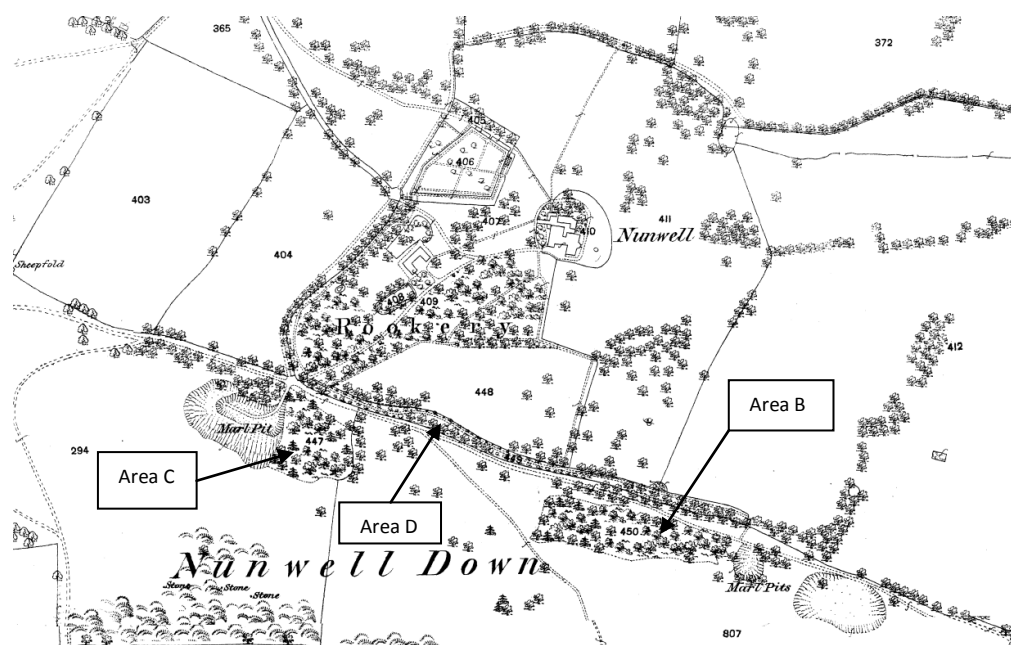 365
372
405
406
403
407
411
410
Nunwell
404
Sheepfold
408
409
Rookery
412
448
Area B
Marl Pit
447
294
Area C
449
Area D
450
Nunwell Down
Stone
Stone
Stone
Marl Pits
807